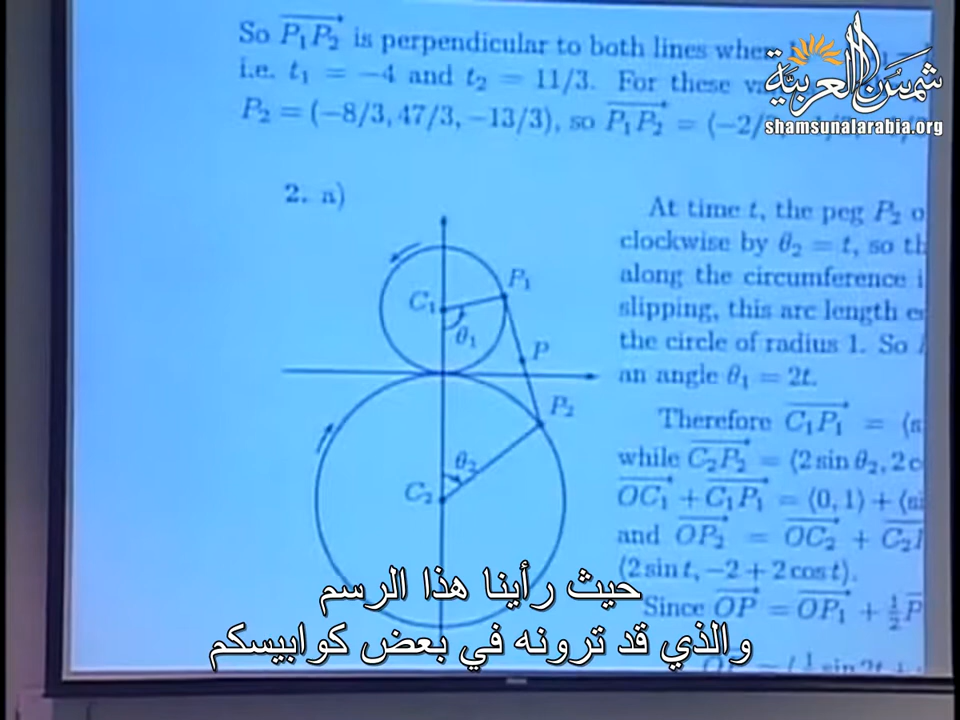 So P₁P₂ is perpendicular to both lines when
i.e. t₁ = −4 and t₂ = 11/3. For these
P₂ = (−8/3, 47/3, −13/3), so P₁P₂ = ⟨−2/
شمس العربية
shamsunalarabia.org
2. a)
At time t, the peg P₂
clockwise by θ₂ = t, so
along the circumference
slipping, this arc length
the circle of radius 1. So
an angle θ₁ = 2t.
Therefore C₁P₁ = ⟨
while C₂P₂ = ⟨2 sin θ₂, 2
OC₁ + C₁P₁ = ⟨0, 1⟩ + ⟨
and OP₂ = OC₂ + C₂
(2 sin t, −2 + 2 cos t).
Since OP = OP₁ + ½
P₁
C₁
θ₁
P
P₂
θ₂
C₂
حيث رأينا هذا الرسم
والذي قد ترونه في بعض كوابيسكم